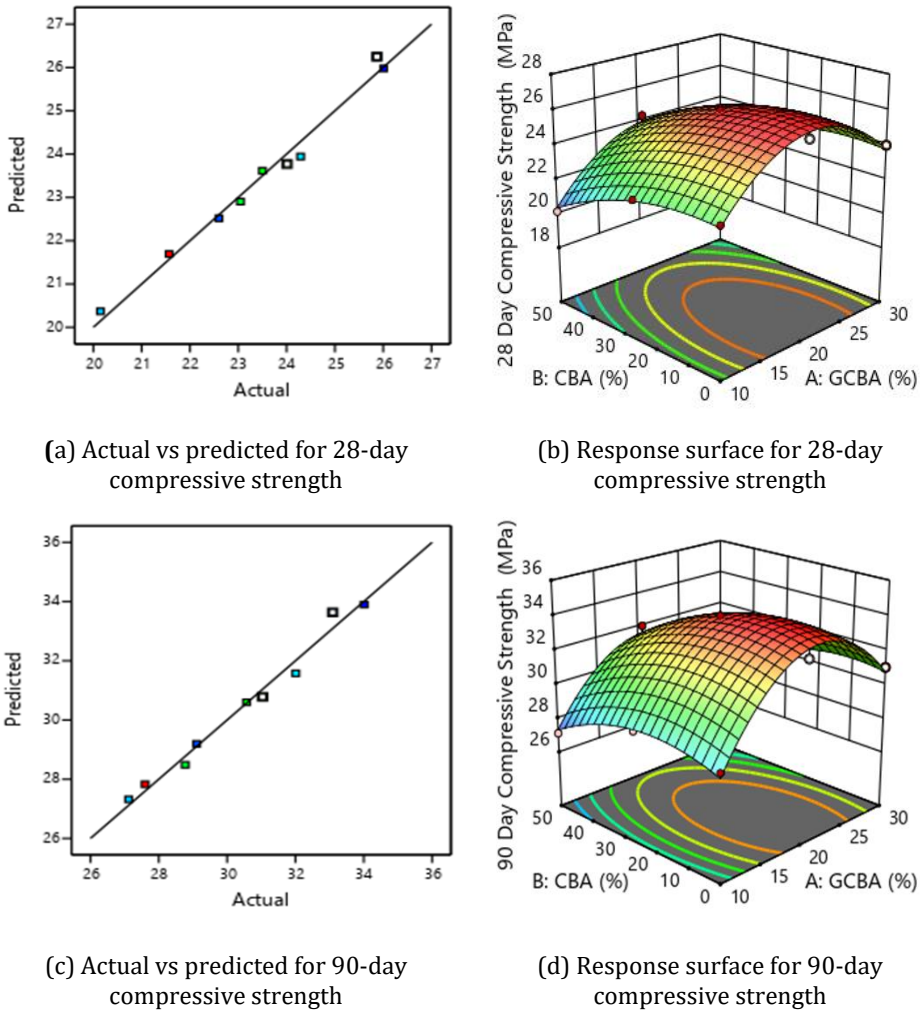 27
26
25
24
23
22
21
20
Predicted
20 21 22 23 24 25 26 27
Actual
28 Day Compressive Strength (MPa)
28
26
24
22
20
18
50
40
30
20
10
0
B: CBA (%)
10
15
20
25
30
A: GCBA (%)
(a) Actual vs predicted for 28-day
compressive strength
(b) Response surface for 28-day
compressive strength
36
34
32
30
28
26
Predicted
26 28 30 32 34 36
Actual
90 Day Compressive Strength (MPa)
36
34
32
30
28
26
50
40
30
20
10
0
B: CBA (%)
10
15
20
25
30
A: GCBA (%)
(c) Actual vs predicted for 90-day
compressive strength
(d) Response surface for 90-day
compressive strength